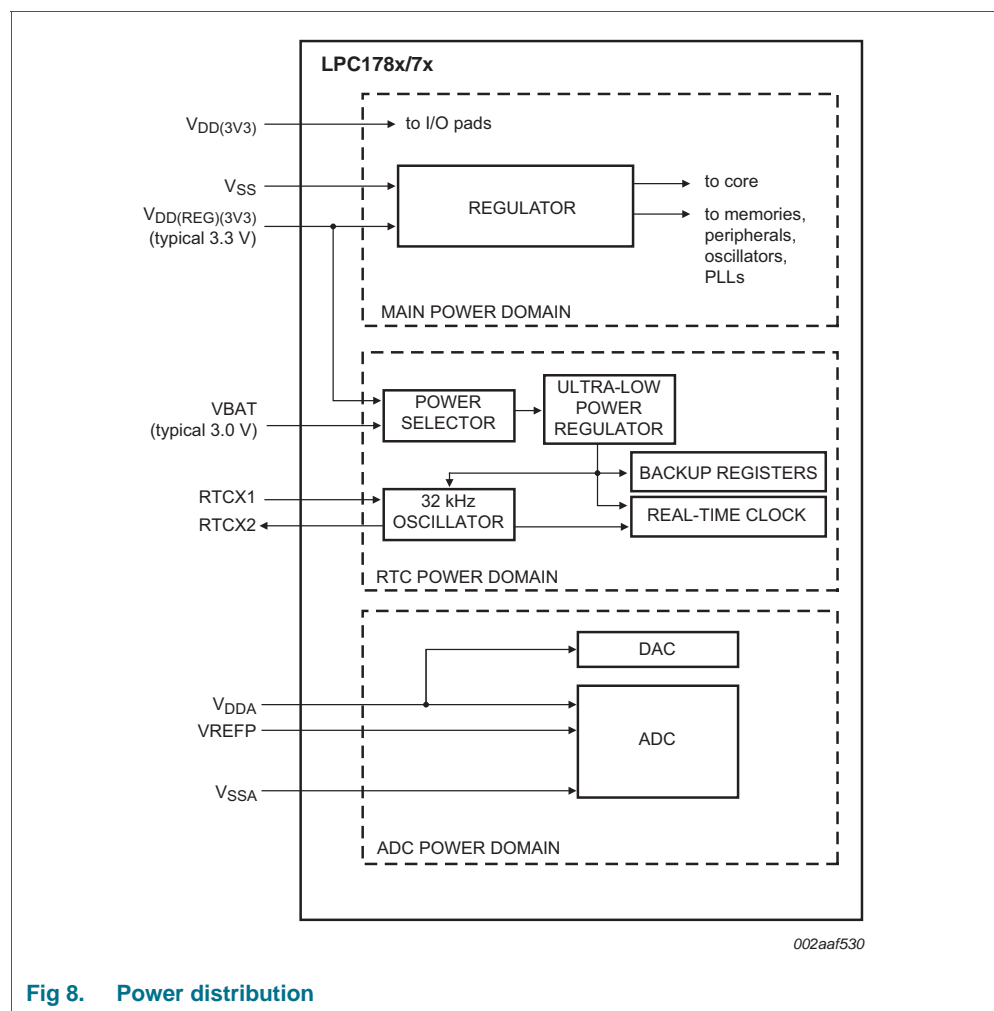 LPC178x/7x
VDD(3V3)
to I/O pads
VSS
REGULATOR
to core
VDD(REG)(3V3)
(typical 3.3 V)
to memories,
peripherals,
oscillators,
PLLs
MAIN POWER DOMAIN
VBAT
(typical 3.0 V)
POWER
SELECTOR
ULTRA-LOW
POWER
REGULATOR
BACKUP REGISTERS
RTCX1
RTCX2
32 kHz
OSCILLATOR
REAL-TIME CLOCK
RTC POWER DOMAIN
DAC
VDDA
VREFP
ADC
VSSA
ADC POWER DOMAIN
002aaf530
Fig 8. Power distribution